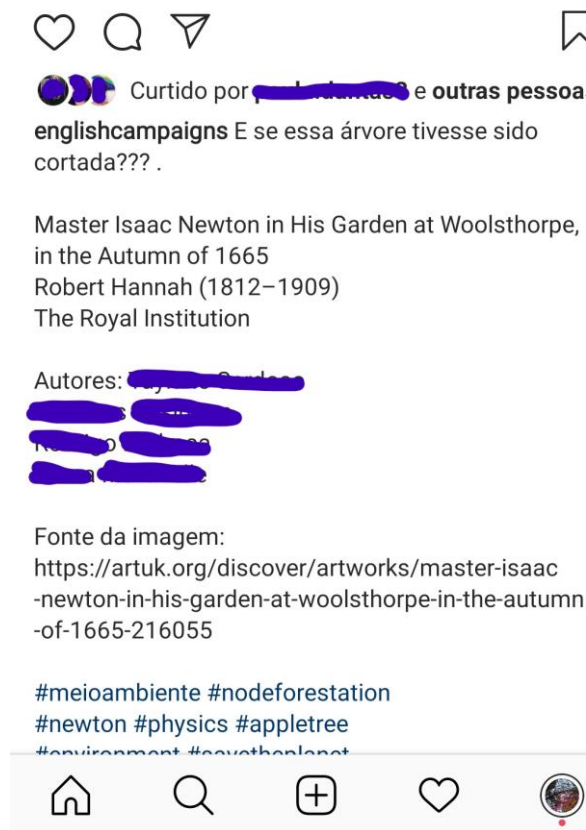 Curtido por e outras pessoa
englishcampaigns E se essa árvore tivesse sido
cortada??? .
Master Isaac Newton in His Garden at Woolsthorpe,
in the Autumn of 1665
Robert Hannah (1812–1909)
The Royal Institution
Autores:
Fonte da imagem:
https://artuk.org/discover/artworks/master-isaac
-newton-in-his-garden-at-woolsthorpe-in-the-autumn
-of-1665-216055
#meioambiente #nodeforestation
#newton #physics #appletree
#environment #savetheplanet